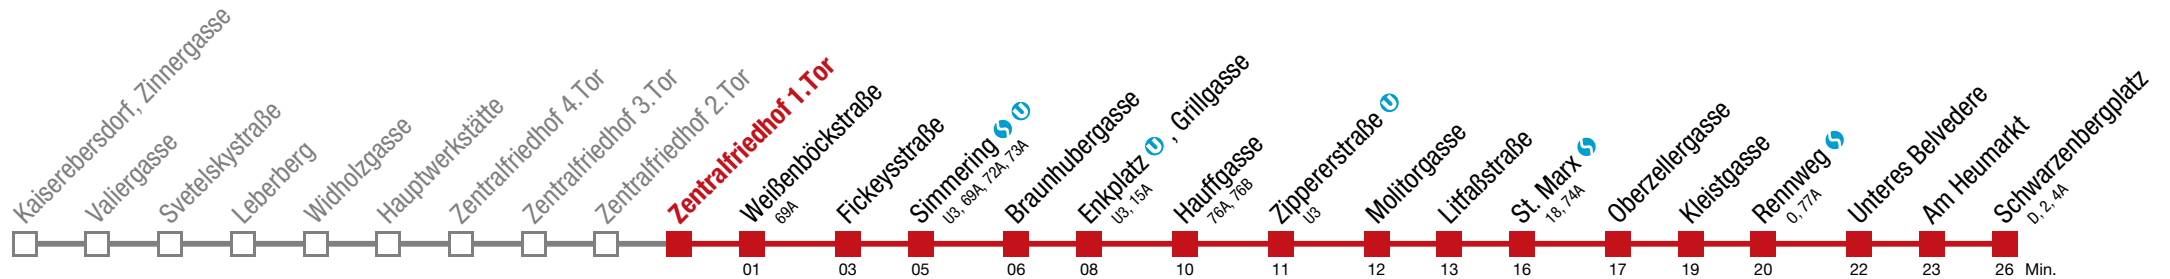 Kaiserebersdorf, Zinnergasse
Valiergasse
Svetelskystraße
Leberberg
Widholzgasse
Hauptwerkstätte
Zentralfriedhof 4.Tor
Zentralfriedhof 3.Tor
Zentralfriedhof 2.Tor
Zentralfriedhof 1.Tor
Weißenböckstraße
69A
01
Fickeysstraße
03
Simmering S U
U3, 69A, 72A, 73A
05
Braunhubergasse
06
Enkplatz U , Grillgasse
U3, 15A
08
Hauffgasse
76A, 76B
10
Zippererstraße U
U3
11
Molitorgasse
12
Litfaßstraße
13
St. Marx S
18, 74A
16
Oberzellergasse
17
Kleistgasse
19
Rennweg S
O, 77A
20
Unteres Belvedere
22
Am Heumarkt
23
Schwarzenbergplatz
D, 2, 4A
26 Min.